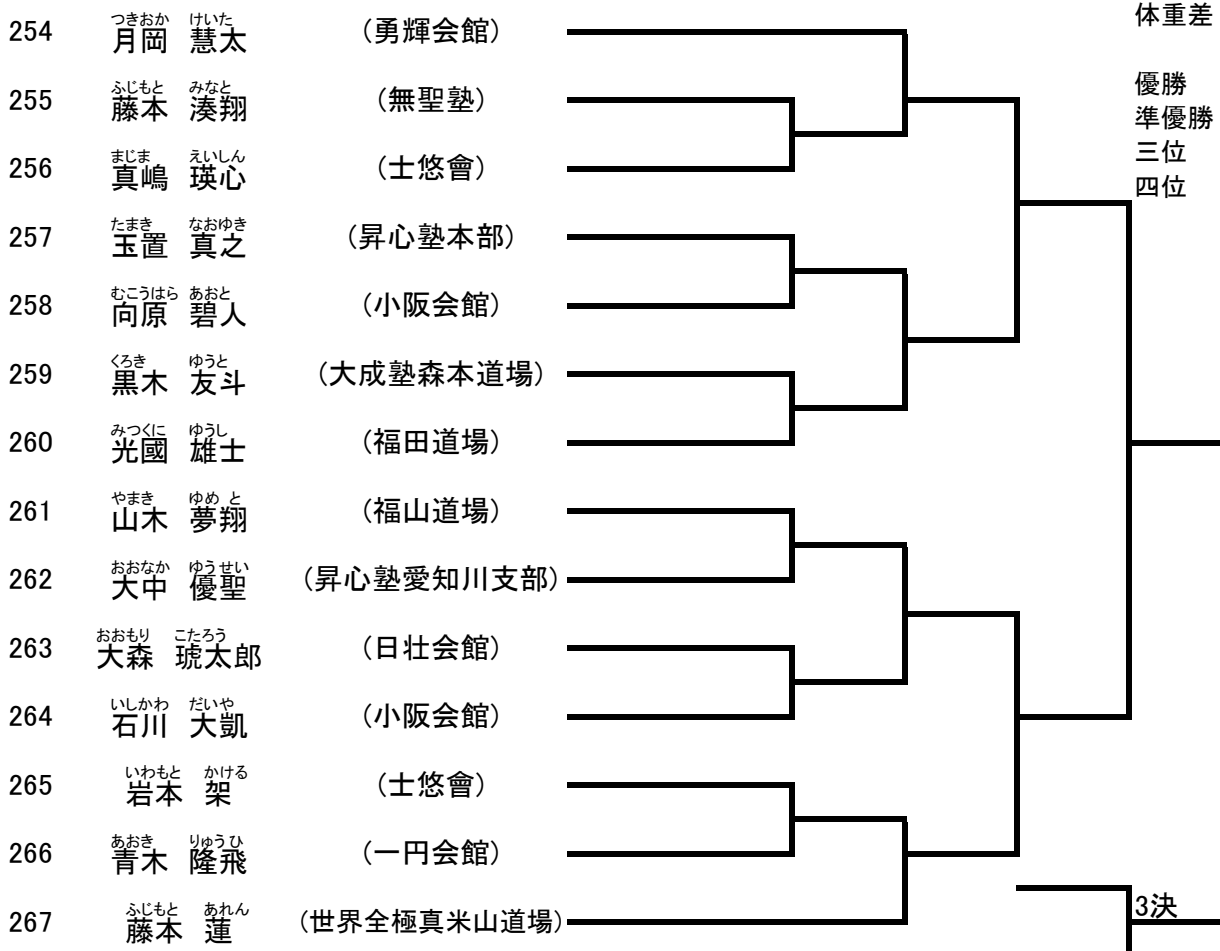 体重差
254 月岡 慧太 (勇輝会館)
つきおか けいた
優勝
255 藤本 湊翔 (無聖塾)
ふじもと みなと
準優勝
三位
256 真嶋 瑛心 (士悠會)
まじま えいしん
四位
257 玉置 真之 (昇心塾本部)
たまき なおゆき
258 向原 碧人 (小阪会館)
むこうはら あおと
259 黒木 友斗 (大成塾森本道場)
くろき ゆうと
260 光國 雄士 (福田道場)
みつくに ゆうし
261 山木 夢翔 (福山道場)
やまき ゆめ と
262 大中 優聖 (昇心塾愛知川支部)
おおなか ゆうせい
263 大森 琥太郎 (日壮会館)
おおもり こたろう
264 石川 大凱 (小阪会館)
いしかわ だいや
265 岩本 架 (士悠會)
いわもと かける
266 青木 隆飛 (一円会館)
あおき りゅうひ
267 藤本 蓮 (世界全極真米山道場)
ふじもと あれん
3決